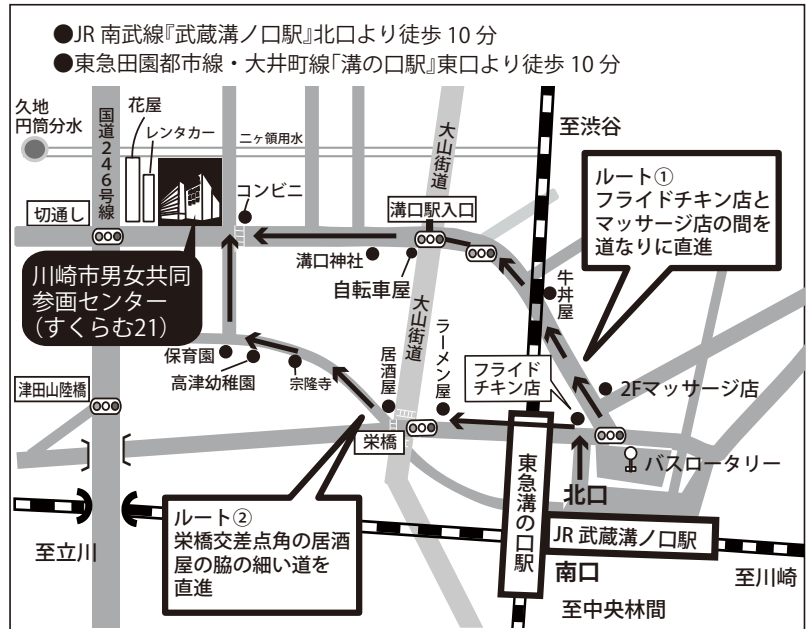 ●JR 南武線『武蔵溝ノ口駅』北口より徒歩 10 分
●東急田園都市線・大井町線「溝の口駅』東口より徒歩 10 分
久地
円筒分水
国道246号線
花屋
レンタカー
二ヶ領用水
大山街道
至渋谷
ルート①
フライドチキン店と
マッサージ店の間を
道なりに直進
切通し
コンビニ
溝口駅入口
川崎市男女共同
参画センター
(すくらむ21)
溝口神社
自転車屋
牛丼屋
大山街道
保育園
高津幼稚園
宗隆寺
居酒屋
ラーメン屋
フライド
チキン店
2Fマッサージ店
津田山陸橋
栄橋
バスロータリー
北口
東急溝の口駅
ルート②
栄橋交差点角の居酒
屋の脇の細い道を
直進
JR 武蔵溝ノ口駅
南口
至立川
至川崎
至中央林間